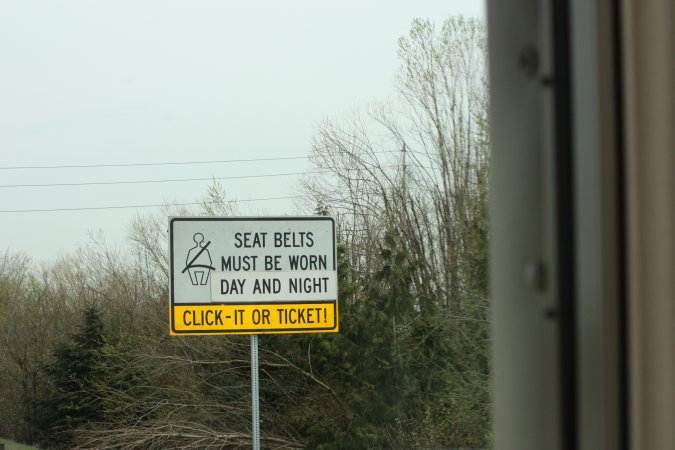 SEAT BELTS
MUST BE WORN
DAY AND NIGHT
CLICK-IT OR TICKET!